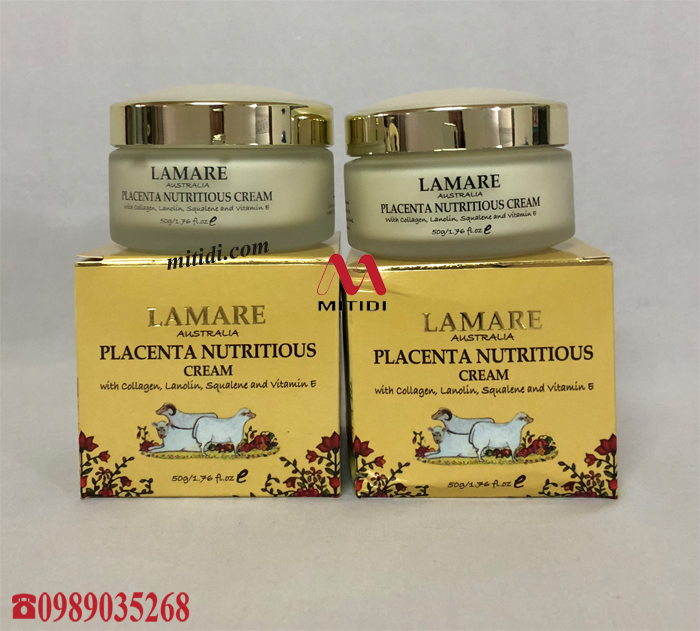 LAMARE
AUSTRALIA
PLACENTA NUTRITIOUS CREAM
with Collagen, Lanolin, Squalene and Vitamin E
50g/1.76 fl.oz e
LAMARE
AUSTRALIA
PLACENTA NUTRITIOUS CREAM
with Collagen, Lanolin, Squalene and Vitamin E
50g/1.76 fl.oz e
mitidi.com
MITIDI
LAMARE
AUSTRALIA
PLACENTA NUTRITIOUS
CREAM
with Collagen, Lanolin, Squalene and Vitamin E
50g/1.76 fl.oz e
LAMARE
AUSTRALIA
PLACENTA NUTRITIOUS
CREAM
with Collagen, Lanolin, Squalene and Vitamin E
50g/1.76 fl.oz e
☎0989035268